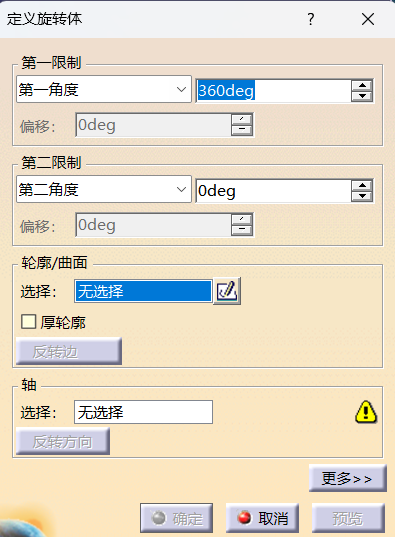 定义旋转体 ?
第一限制
第一角度 360deg
偏移: 0deg
第二限制
第二角度 0deg
偏移: 0deg
轮廓/曲面
选择: 无选择
厚轮廓
反转边
轴
选择: 无选择
反转方向
更多>>
确定 取消 预览